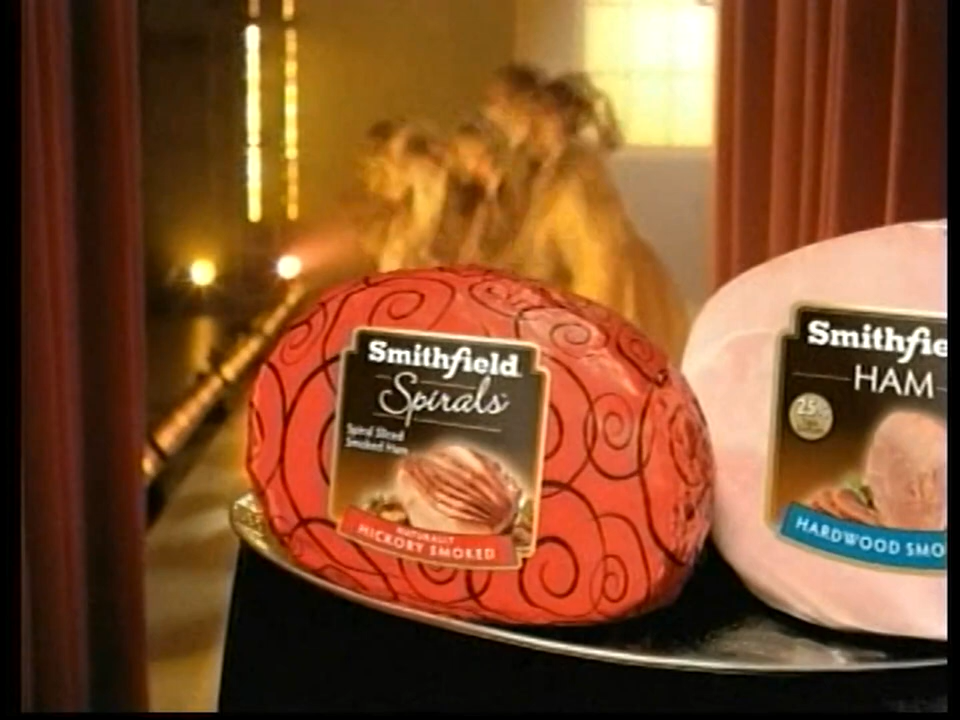 Smithfield
Spirals
Spiral Sliced
Smoked Ham
NATURALLY
HICKORY SMOKED
Smithfie
HAM
25
HARDWOOD SMO